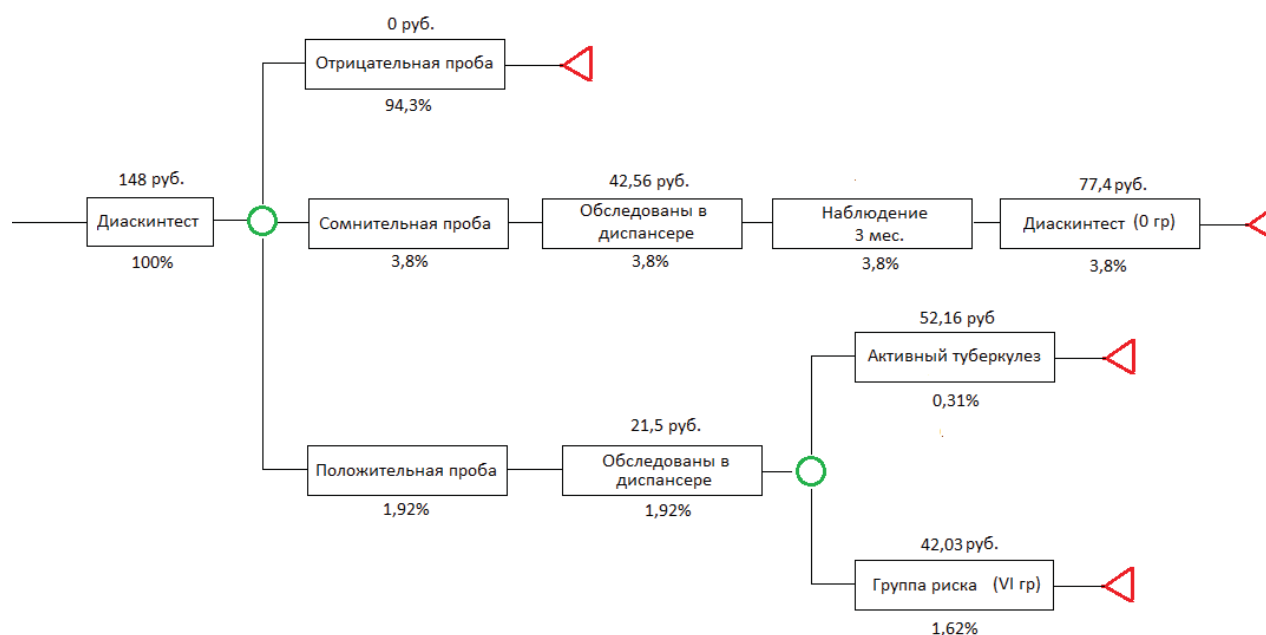 0 руб.
Отрицательная проба
94,3%
148 руб.
Диаскинтест
100%
Сомнительная проба
3,8%
42,56 руб.
Обследованы в
диспансере
3,8%
Наблюдение
3 мес.
3,8%
77,4 руб.
Диаскинтест (0 гр)
3,8%
52,16 руб
Активный туберкулез
0,31%
Положительная проба
1,92%
21,5 руб.
Обследованы в
диспансере
1,92%
42,03 руб.
Группа риска (VI гр)
1,62%